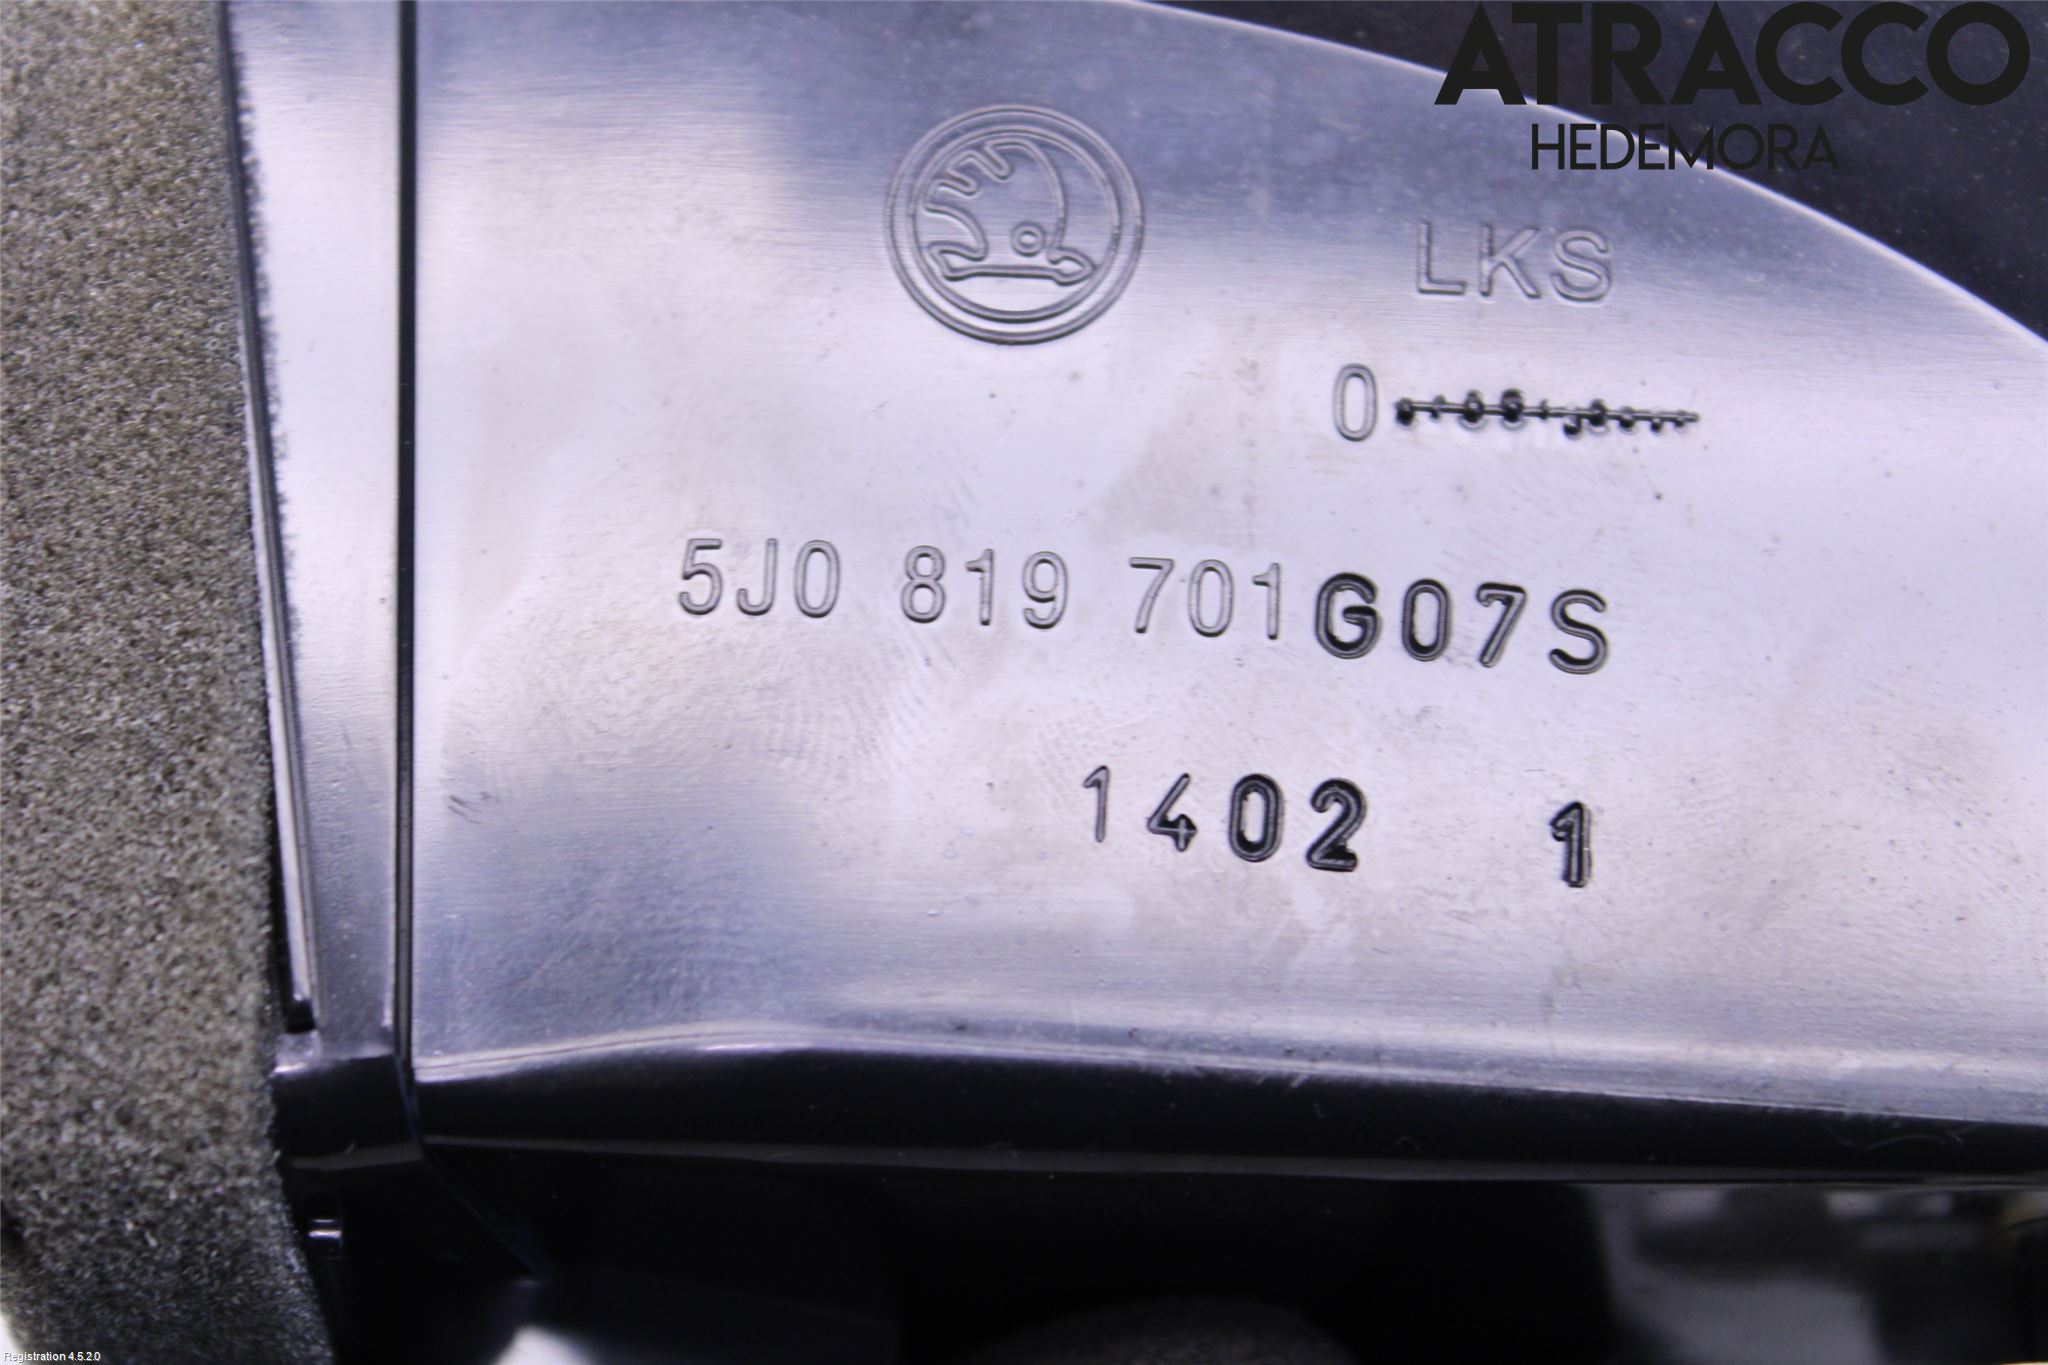 ATRACCO
HEDEMORA
LKS
0
5J0 819 701G07S
1402 1
Registration 4.5.2.0